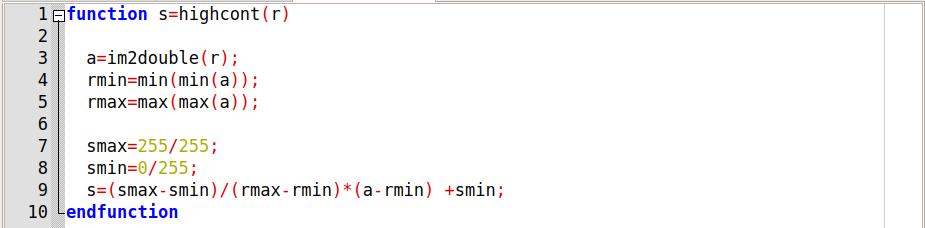 1 function s=highcont(r)
2
3 a=im2double(r);
4 rmin=min(min(a));
5 rmax=max(max(a));
6
7 smax=255/255;
8 smin=0/255;
9 s=(smax-smin)/(rmax-rmin)*(a-rmin) +smin;
10 endfunction